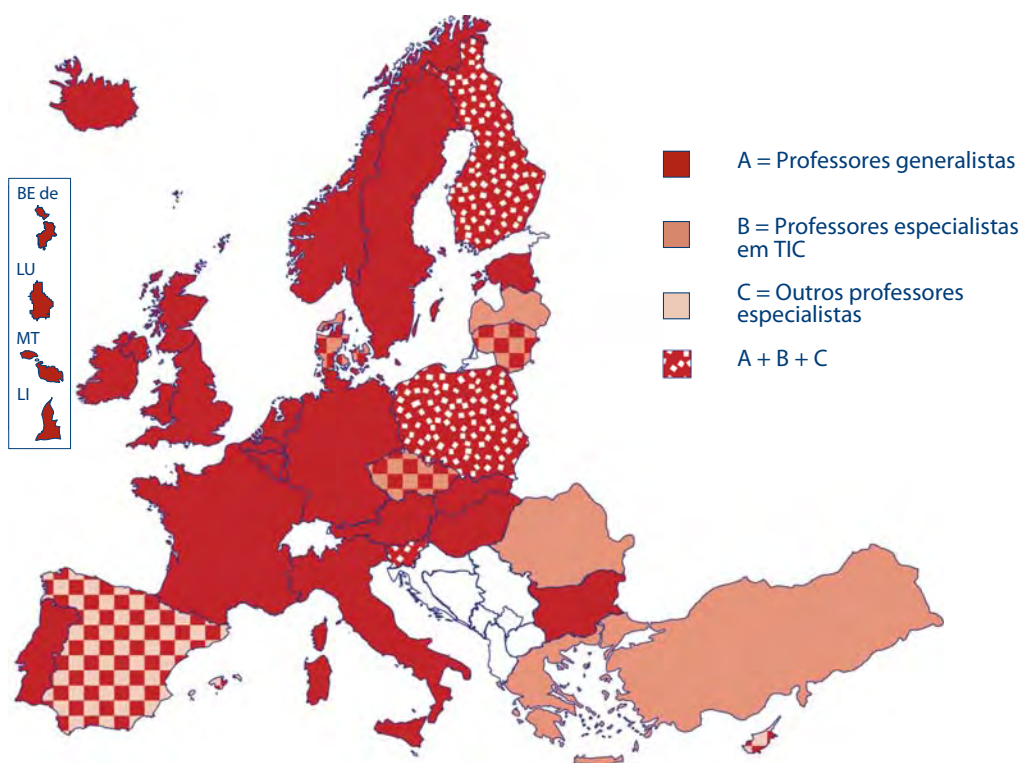 BE de
LU
MT
LI
A = Professores generalistas
B = Professores especialistas
em TIC
C = Outros professores
especialistas
A + B + C